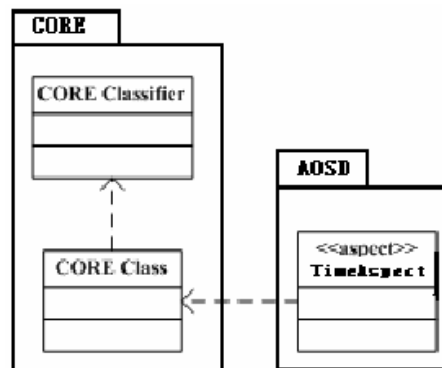 CORE
CORE Classifier
AOSD
<<aspect>>
TimeAspect
CORE Class